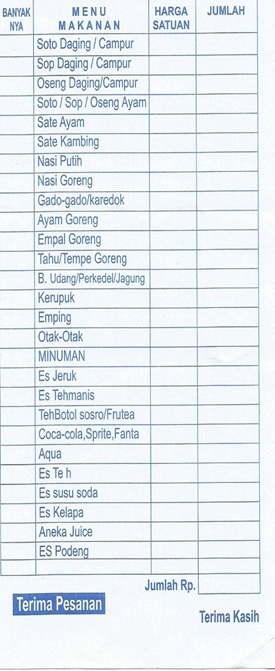 BANYAK NYA MENU MAKANAN HARGA SATUAN JUMLAH
Soto Daging / Campur
Sop Daging / Campur
Oseng Daging/Campur
Soto / Sop / Oseng Ayam
Sate Ayam
Sate Kambing
Nasi Putih
Nasi Goreng
Gado-gado/karedok
Ayam Goreng
Empal Goreng
Tahu/Tempe Goreng
B. Udang/Perkedel/Jagung
Kerupuk
Emping
Otak-Otak
MINUMAN
Es Jeruk
Es Tehmanis
TehBotol sosro/Frutea
Coca-cola,Sprite,Fanta
Aqua
Es Te h
Es susu soda
Es Kelapa
Aneka Juice
ES Podeng
Jumlah Rp.
Terima Pesanan
Terima Kasih